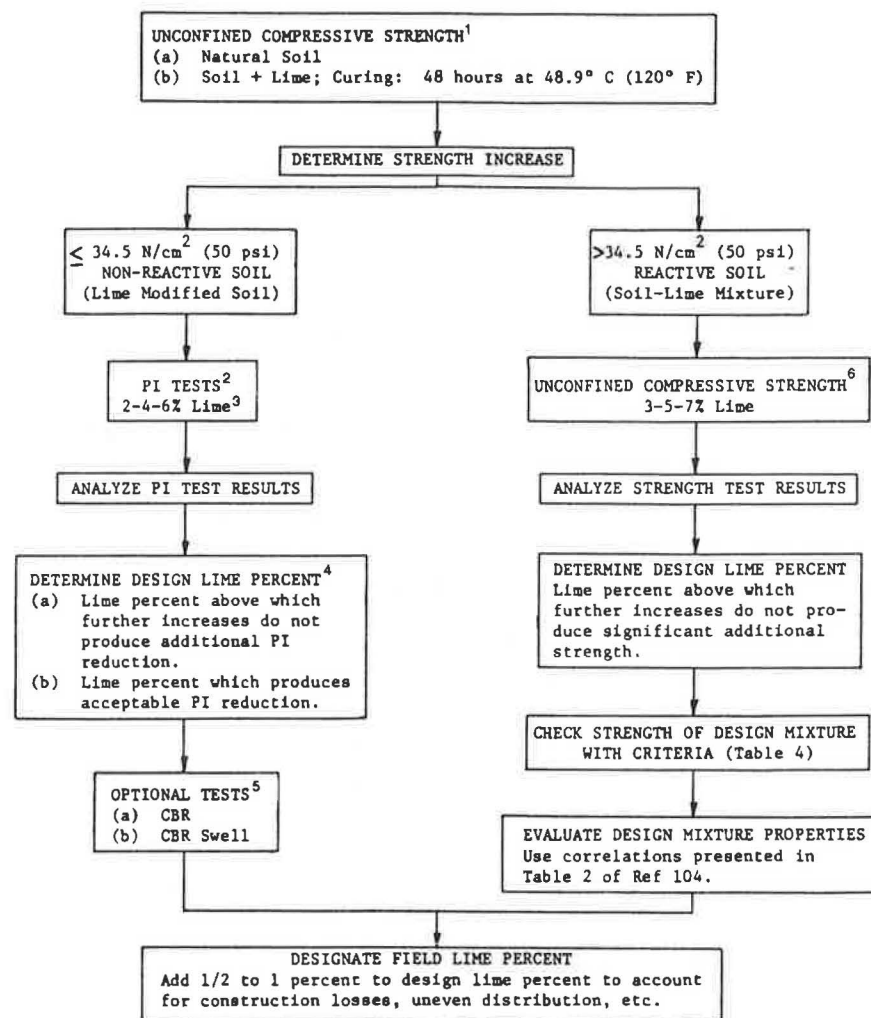 UNCONFINED COMPRESSIVE STRENGTH1
(a) Natural Soil
(b) Soil + Lime; Curing: 48 hours at 48.9° C (120° F)
DETERMINE STRENGTH INCREASE
≤ 34.5 N/cm2 (50 psi)
NON-REACTIVE SOIL
(Lime Modified Soil)
>34.5 N/cm2 (50 psi)
REACTIVE SOIL
(Soil-Lime Mixture)
PI TESTS2
2-4-6% Lime3
UNCONFINED COMPRESSIVE STRENGTH6
3-5-7% Lime
ANALYZE PI TEST RESULTS
ANALYZE STRENGTH TEST RESULTS
DETERMINE DESIGN LIME PERCENT4
(a) Lime percent above which
further increases do not
produce additional PI
reduction.
(b) Lime percent which produces
acceptable PI reduction.
DETERMINE DESIGN LIME PERCENT
Lime percent above which
further increases do not pro-
duce significant additional
strength.
CHECK STRENGTH OF DESIGN MIXTURE
WITH CRITERIA (Table 4)
OPTIONAL TESTS5
(a) CBR
(b) CBR Swell
EVALUATE DESIGN MIXTURE PROPERTIES
Use correlations presented in
Table 2 of Ref 104.
DESIGNATE FIELD LIME PERCENT
Add 1/2 to 1 percent to design lime percent to account
for construction losses, uneven distribution, etc.